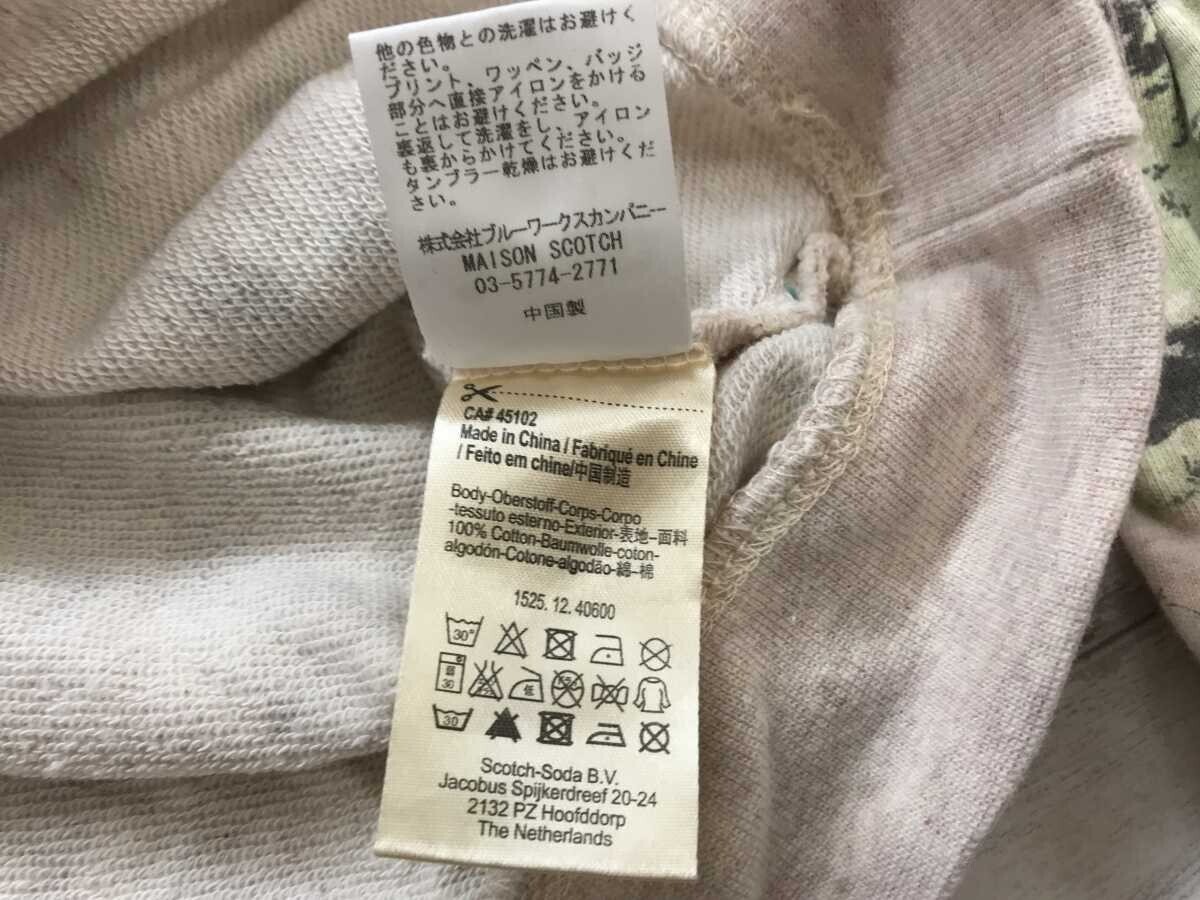 他の色物との洗濯はお避けく
ださい。
プリント、ワッペン、バッジ
部分へ直接アイロンをかける
ことはお避けください。
裏返して洗濯をし、アイロン
も裏からかけてください。
タンブラー乾燥はお避けくだ
さい。
株式会社ブルーワークスカンパニー
MAISON SCOTCH
03-5774-2771
中国製
CA# 45102
Made in China / Fabriqué en Chine
/ Feito em china/中国制造
Body-Oberstoff-Corps-Corpo
-tessuto esterno-Exterior-表地-面料
100% Cotton-Baumwolle-coton-
algodón-Cotone-algodão-綿-棉
1525. 12. 40600
30°
弱
30
低
30
Scotch-Soda B.V.
Jacobus Spijkerdreef 20-24
2132 PZ Hoofddorp
The Netherlands